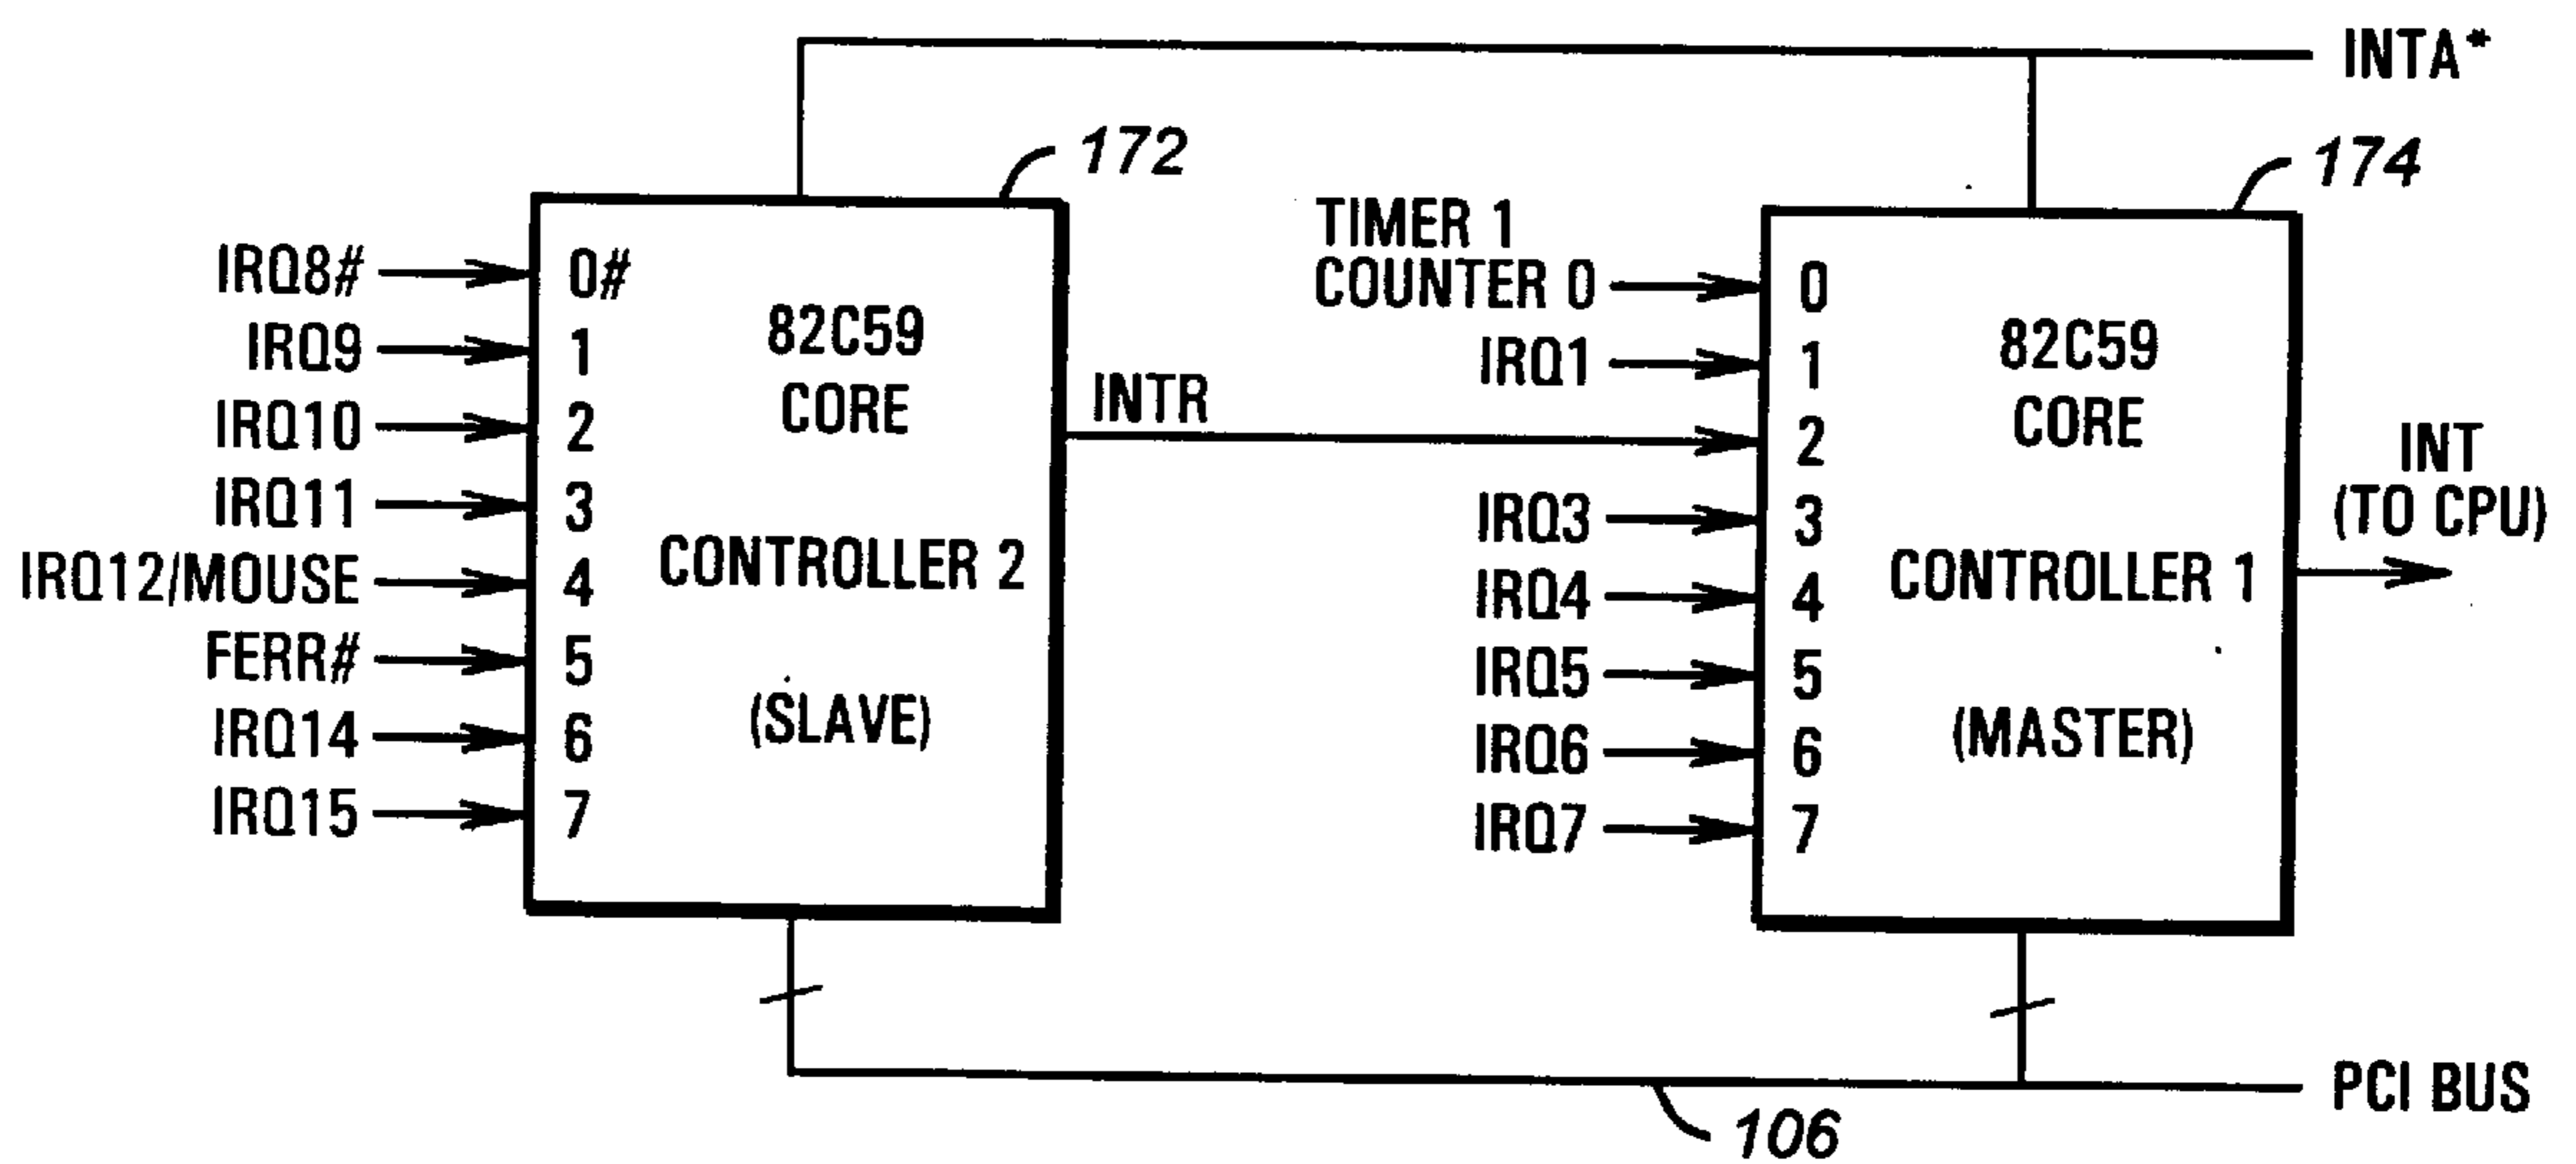 INTA*
172
174
IRQ8#
IRQ9
IRQ10
IRQ11
IRQ12/MOUSE
FERR#
IRQ14
IRQ15
0#
1
2
3
4
5
6
7
82C59
CORE
CONTROLLER 2
(SLAVE)
INTR
TIMER 1
COUNTER 0
IRQ1
IRQ3
IRQ4
IRQ5
IRQ6
IRQ7
0
1
2
3
4
5
6
7
82C59
CORE
CONTROLLER 1
(MASTER)
INT
(TO CPU)
PCI BUS
106